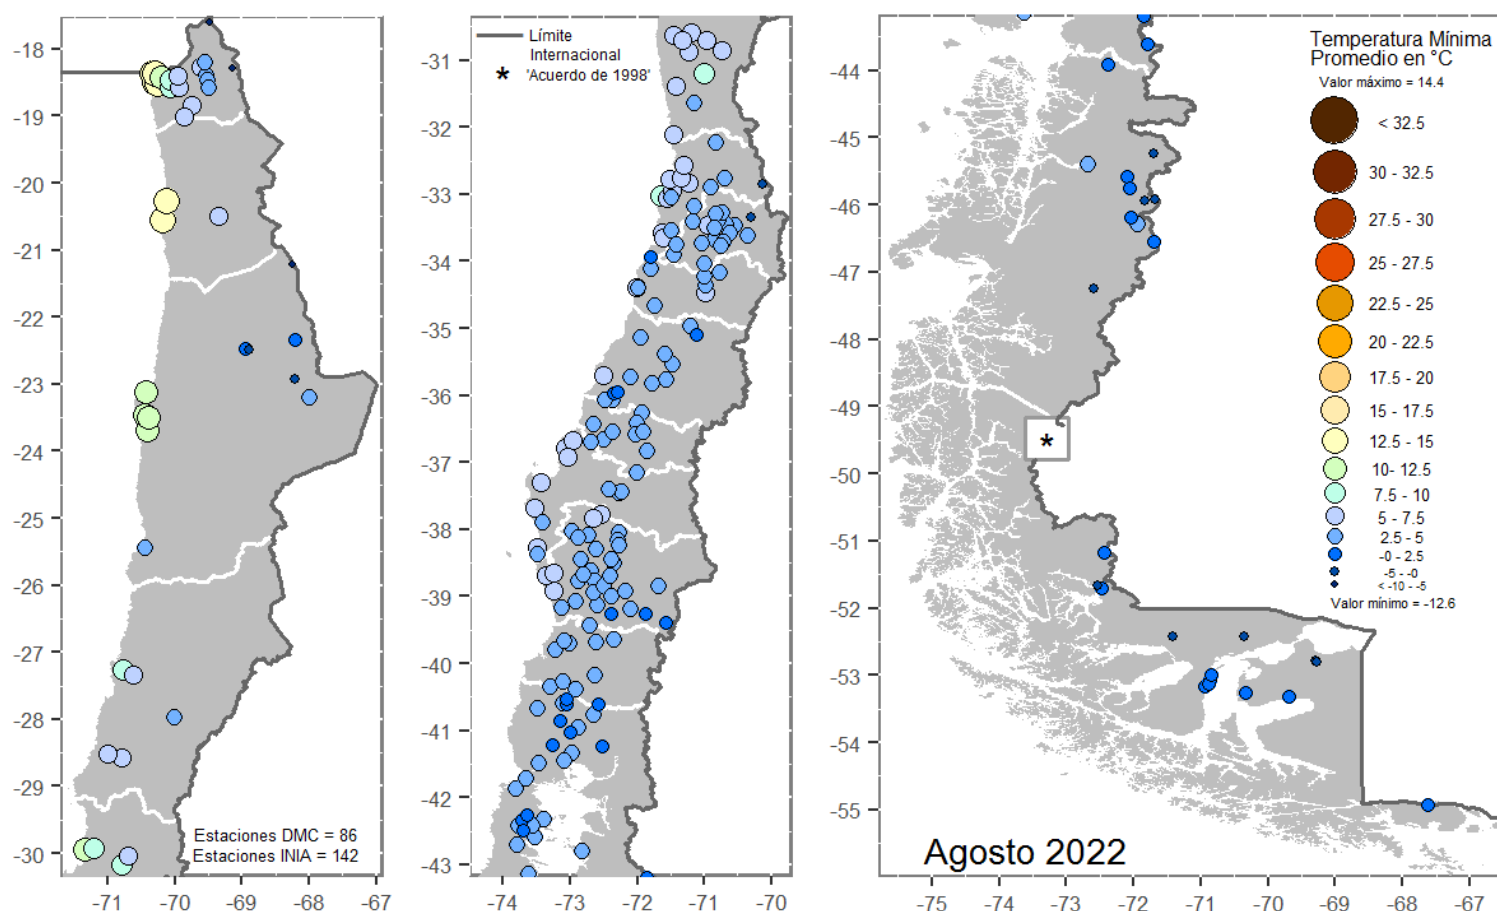 -18
-19
-20
-21
-22
-23
-24
-25
-26
-27
-28
-29
-30
Estaciones DMC = 86
Estaciones INIA = 142
-71
-70
-69
-68
-67
Límite
Internacional
* 'Acuerdo de 1998'
-31
-32
-33
-34
-35
-36
-37
-38
-39
-40
-41
-42
-43
-74
-73
-72
-71
-70
-44
-45
-46
-47
-48
-49
-50
-51
-52
-53
-54
-55
*
Agosto 2022
-75
-74
-73
-72
-71
-70
-69
-68
-67
Temperatura Mínima
Promedio en °C
Valor máximo = 14.4
< 32.5
30 - 32.5
27.5 - 30
25 - 27.5
22.5 - 25
20 - 22.5
17.5 - 20
15 - 17.5
12.5 - 15
10- 12.5
7.5 - 10
5 - 7.5
2.5 - 5
-0 - 2.5
-5 - -0
< -10 - -5
Valor mínimo = -12.6